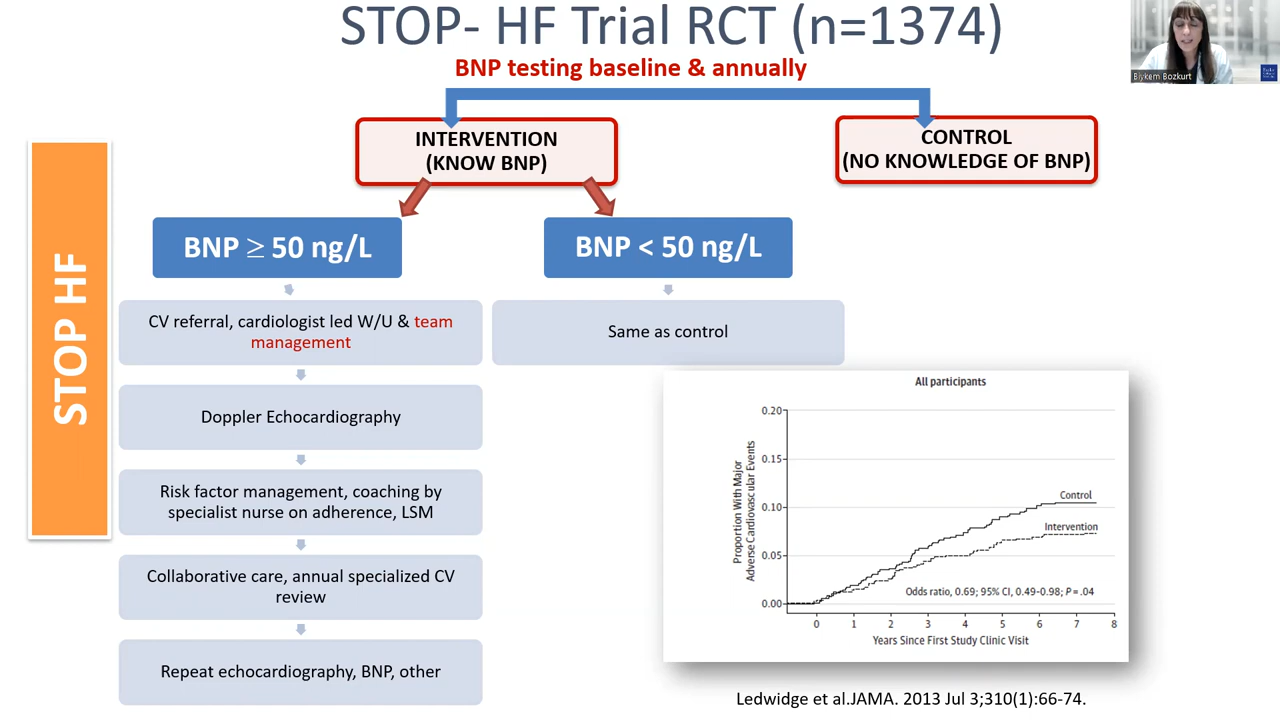 STOP- HF Trial RCT (n=1374)
BNP testing baseline & annually
Biykem Bozkurt
INTERVENTION
(KNOW BNP)
CONTROL
(NO KNOWLEDGE OF BNP)
STOP HF
BNP ≥ 50 ng/L
BNP < 50 ng/L
CV referral, cardiologist led W/U & team
management
Same as control
Doppler Echocardiography
Risk factor management, coaching by
specialist nurse on adherence, LSM
Collaborative care, annual specialized CV
review
Repeat echocardiography, BNP, other
All participants
Proportion With Major
Adverse Cardiovascular Events
0.20
0.15
0.10
0.05
0.00
Control
Intervention
Odds ratio, 0.69; 95% CI, 0.49-0.98; P = .04
0 1 2 3 4 5 6 7 8
Years Since First Study Clinic Visit
Ledwidge et al.JAMA. 2013 Jul 3;310(1):66-74.